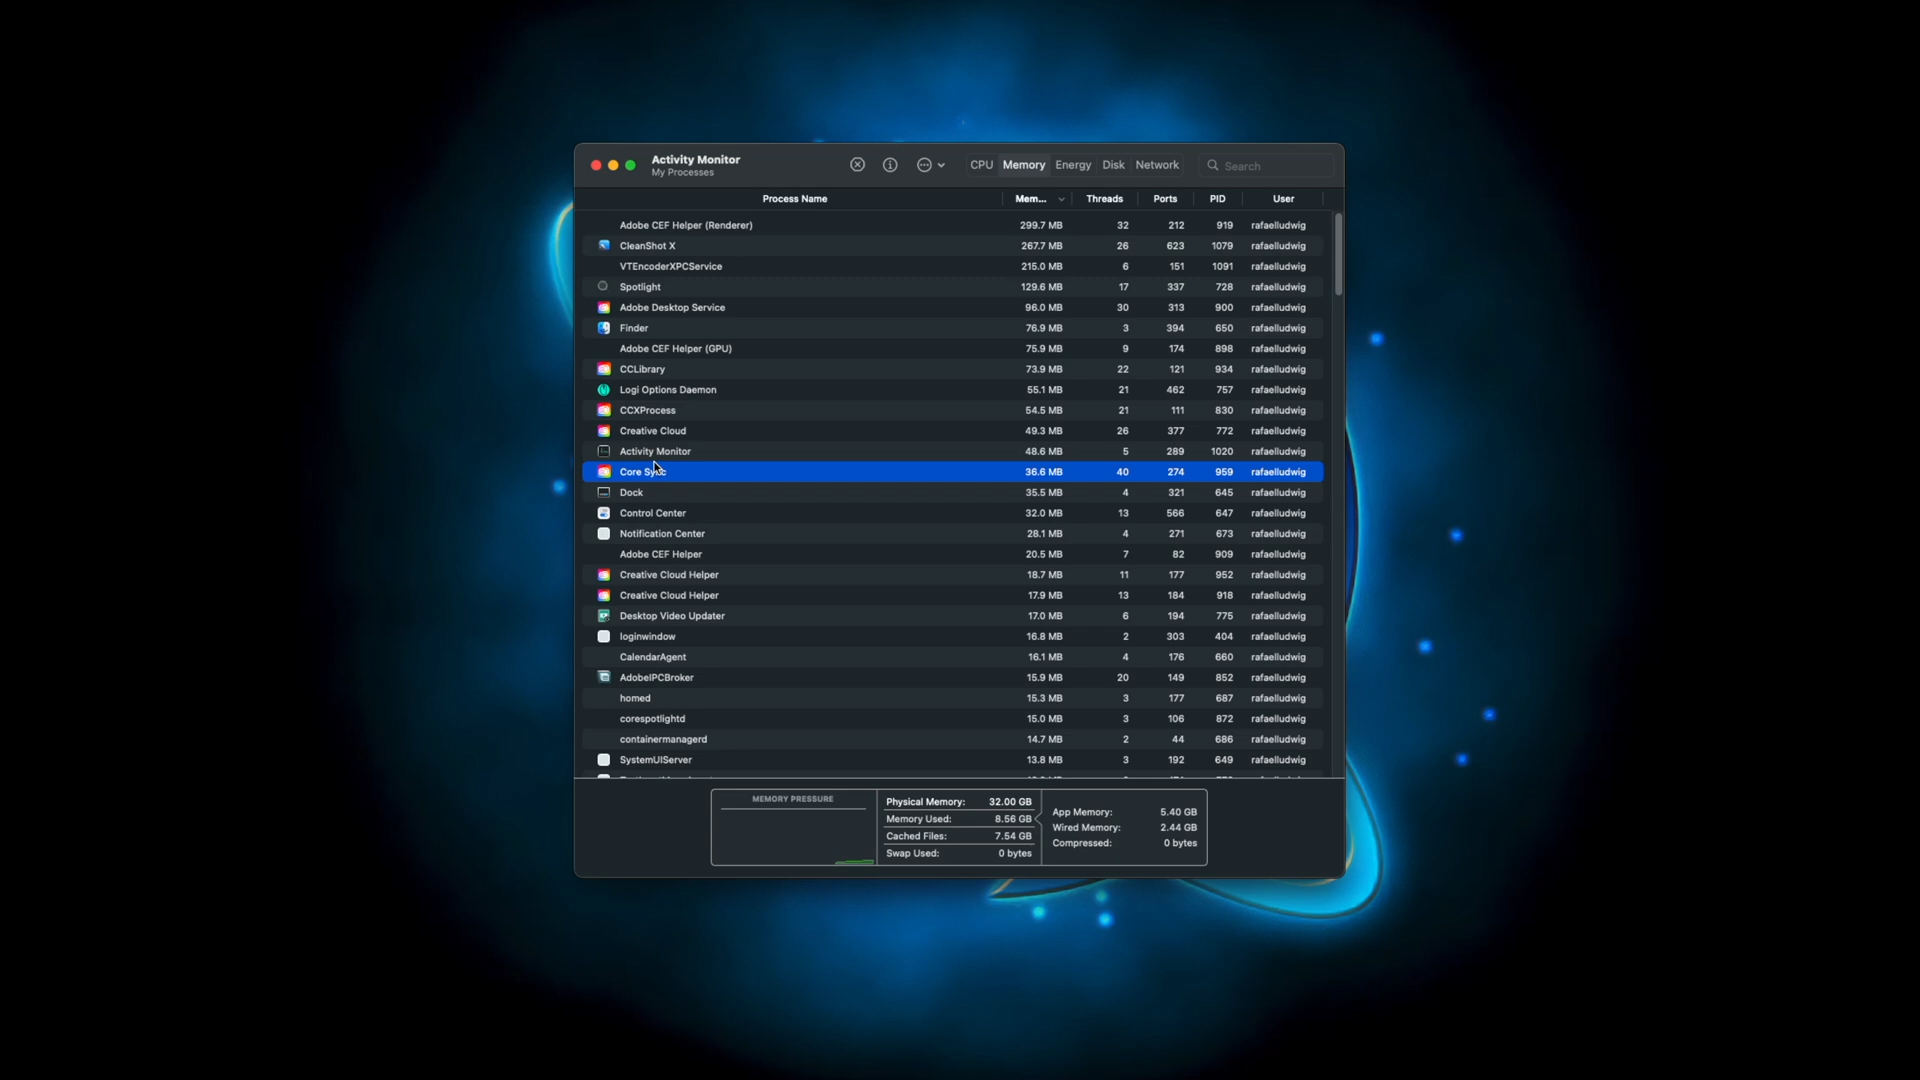 Activity Monitor
My Processes
CPU Memory Energy Disk Network Search
Process Name Mem... Threads Ports PID User
Adobe CEF Helper (Renderer) 299.7 MB 32 212 919 rafaelludwig
CleanShot X 267.7 MB 26 623 1079 rafaelludwig
VTEncoderXPCService 215.0 MB 6 151 1091 rafaelludwig
Spotlight 129.6 MB 17 337 728 rafaelludwig
Adobe Desktop Service 96.0 MB 30 313 900 rafaelludwig
Finder 76.9 MB 3 394 650 rafaelludwig
Adobe CEF Helper (GPU) 75.9 MB 9 174 898 rafaelludwig
CCLibrary 73.9 MB 22 121 934 rafaelludwig
Logi Options Daemon 55.1 MB 21 462 757 rafaelludwig
CCXProcess 54.5 MB 21 111 830 rafaelludwig
Creative Cloud 49.3 MB 26 377 772 rafaelludwig
Activity Monitor 48.6 MB 5 289 1020 rafaelludwig
Core Sync 36.6 MB 40 274 959 rafaelludwig
Dock 35.5 MB 4 321 645 rafaelludwig
Control Center 32.0 MB 13 566 647 rafaelludwig
Notification Center 28.1 MB 4 271 673 rafaelludwig
Adobe CEF Helper 20.5 MB 7 82 909 rafaelludwig
Creative Cloud Helper 18.7 MB 11 177 952 rafaelludwig
Creative Cloud Helper 17.9 MB 13 184 918 rafaelludwig
Desktop Video Updater 17.0 MB 6 194 775 rafaelludwig
loginwindow 16.8 MB 2 303 404 rafaelludwig
CalendarAgent 16.1 MB 4 176 660 rafaelludwig
AdobeIPCBroker 15.9 MB 20 149 852 rafaelludwig
homed 15.3 MB 3 177 687 rafaelludwig
corespotlightd 15.0 MB 3 106 872 rafaelludwig
containermanagerd 14.7 MB 2 44 686 rafaelludwig
SystemUIServer 13.8 MB 3 192 649 rafaelludwig
MEMORY PRESSURE
Physical Memory: 32.00 GB
Memory Used: 8.56 GB
Cached Files: 7.54 GB
Swap Used: 0 bytes
App Memory: 5.40 GB
Wired Memory: 2.44 GB
Compressed: 0 bytes